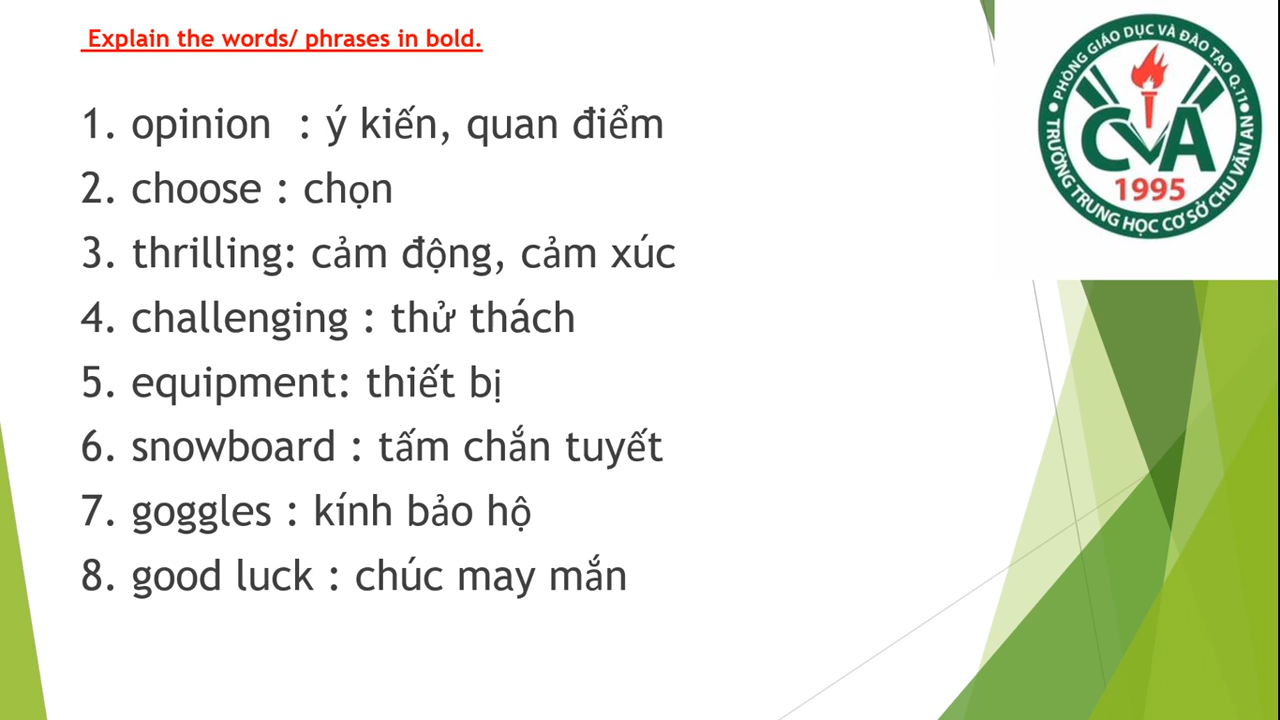 Explain the words/ phrases in bold.
1. opinion : ý kiến, quan điểm
2. choose : chọn
3. thrilling: cảm động, cảm xúc
4. challenging : thử thách
5. equipment: thiết bị
6. snowboard : tấm chắn tuyết
7. goggles : kính bảo hộ
8. good luck : chúc may mắn
PHÒNG GIÁO DỤC VÀ ĐÀO TẠO Q.11
CVA
1995
TRƯỜNG TRUNG HỌC CƠ SỞ CHU VĂN AN